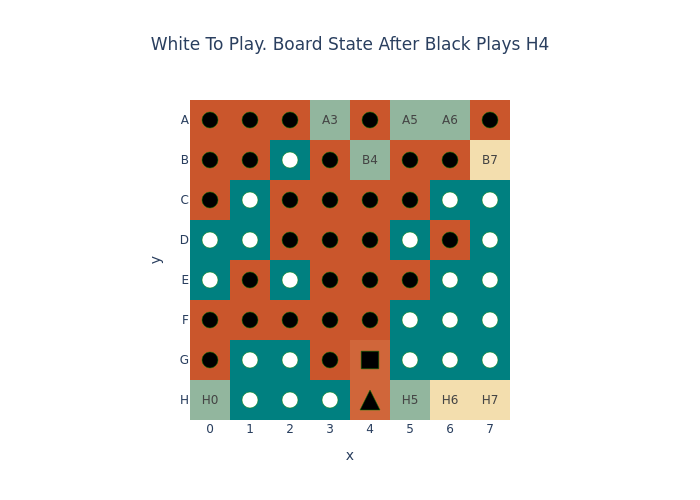 White To Play. Board State After Black Plays H4
A A3 A5 A6
B B4 B7
C
D
E
F
G
H H0 H5 H6 H7
0 1 2 3 4 5 6 7
x
y